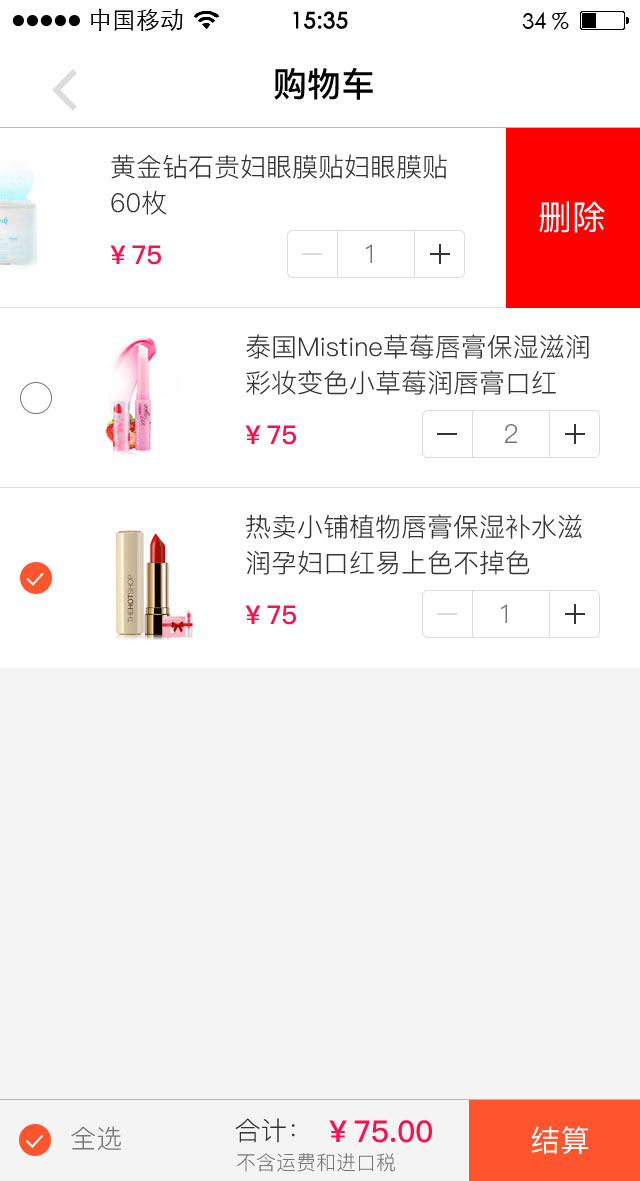 中国移动 15:35 34%
购物车
黄金钻石贵妇眼膜贴妇眼膜贴
60枚
¥ 75 1
删除
泰国Mistine草莓唇膏保湿滋润
彩妆变色小草莓润唇膏口红
¥ 75 2
THEHOTSHOP
热卖小铺植物唇膏保湿补水滋
润孕妇口红易上色不掉色
¥ 75 1
全选
合计: ¥ 75.00
不含运费和进口税
结算